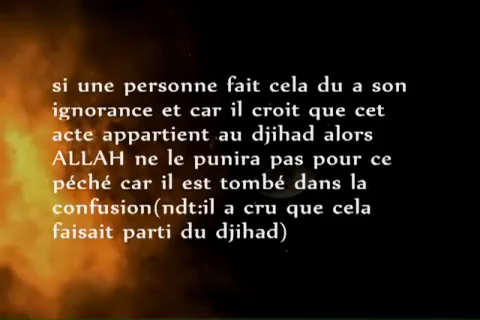 si une personne fait cela du a son
ignorance et car il croit que cet
acte appartient au djihad alors
ALLAH ne le punira pas pour ce
péché car il est tombé dans la
confusion(ndt:il a cru que cela
faisait parti du djihad)